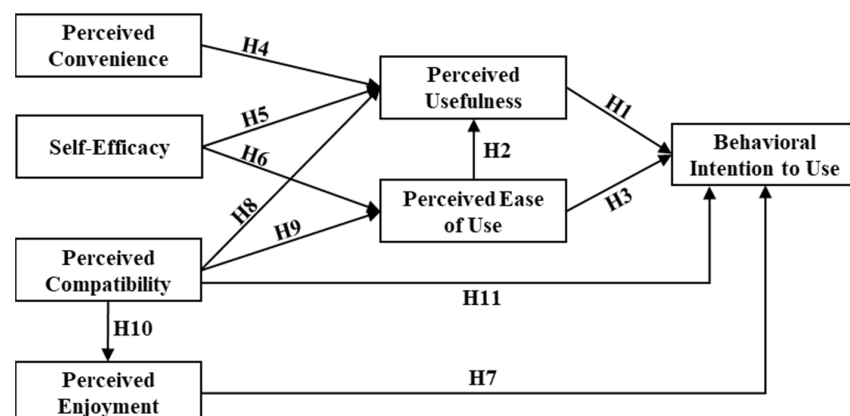 Perceived
Convenience
H4
Perceived
Usefulness
H5
H1
Self-Efficacy
H6
H2
Behavioral
Intention to Use
H8
Perceived Ease
of Use
H3
H9
Perceived
Compatibility
H11
H10
Perceived
Enjoyment
H7